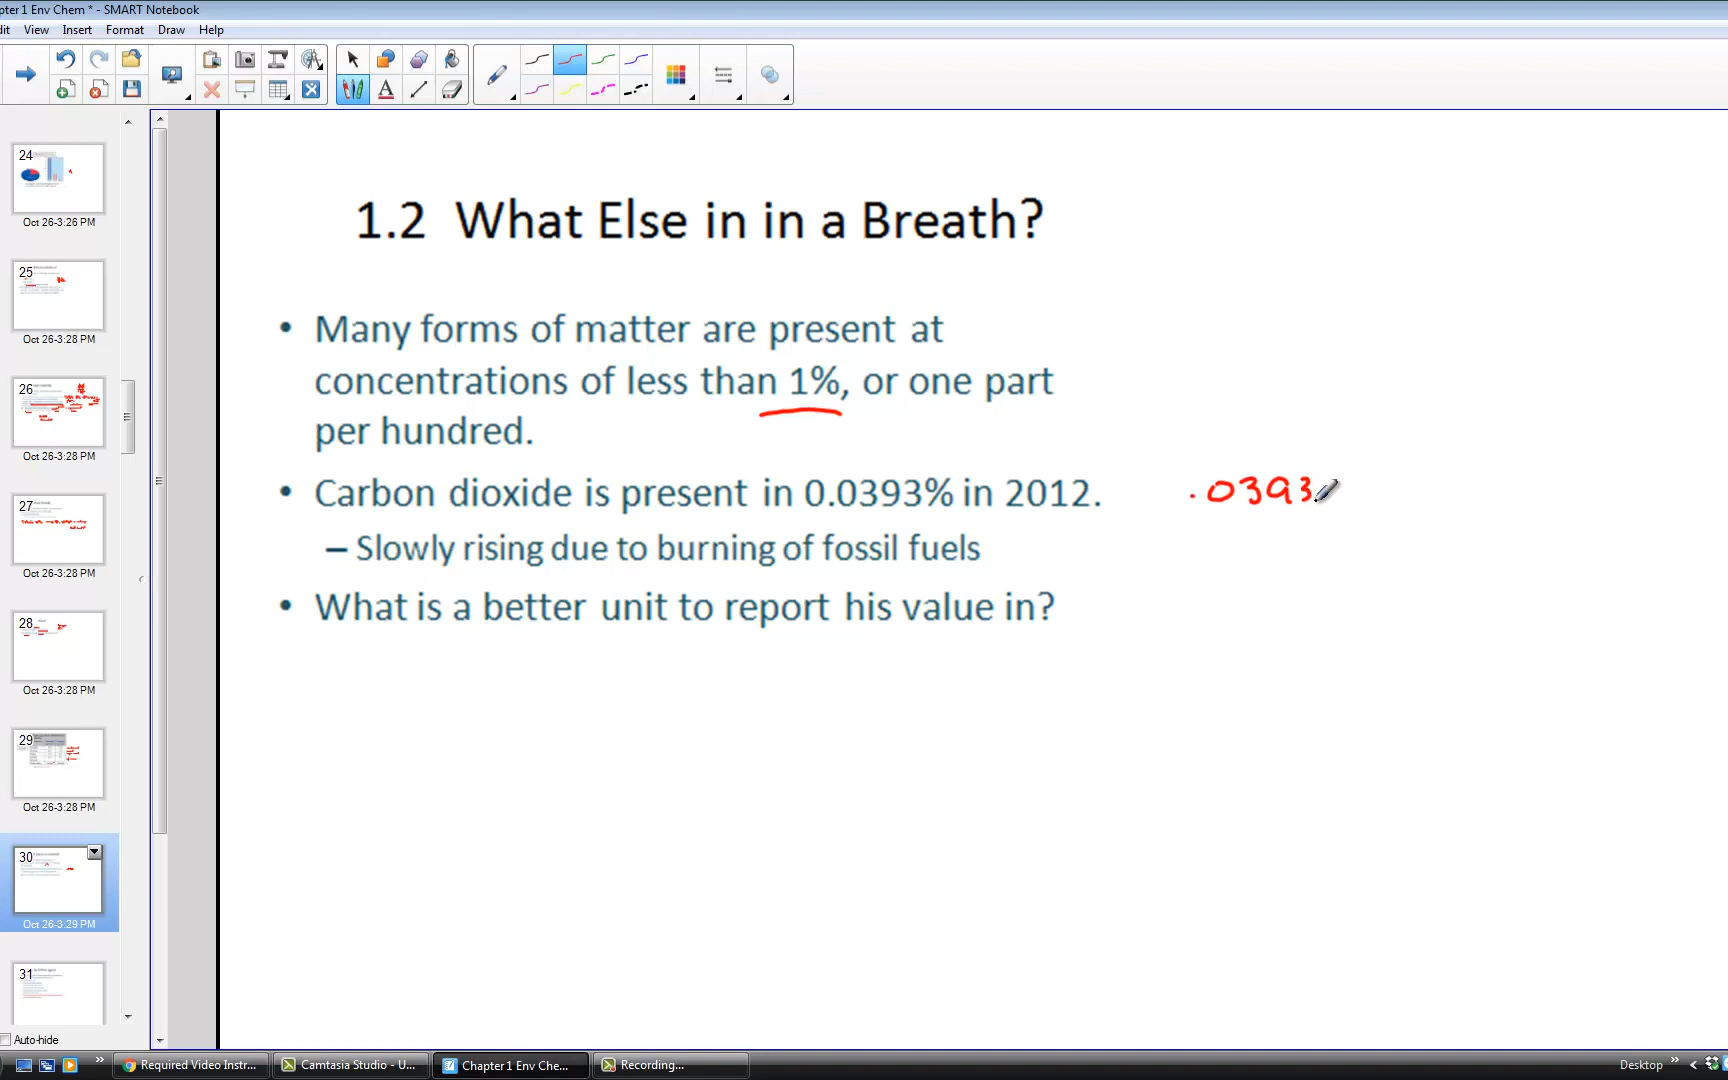 pter 1 Env Chem * - SMART Notebook
dit View Insert Format Draw Help
24
Oct 26-3:26 PM
25
Oct 26-3:28 PM
26
Oct 26-3:28 PM
27
Oct 26-3:28 PM
28
Oct 26-3:28 PM
29
Oct 26-3:28 PM
30
Oct 26-3:29 PM
31
Auto-hide
1.2 What Else in in a Breath?
• Many forms of matter are present at
concentrations of less than 1%, or one part
per hundred.
• Carbon dioxide is present in 0.0393% in 2012. .0393
– Slowly rising due to burning of fossil fuels
• What is a better unit to report his value in?
Required Video Instr... Camtasia Studio - U... Chapter 1 Env Che... Recording... Desktop